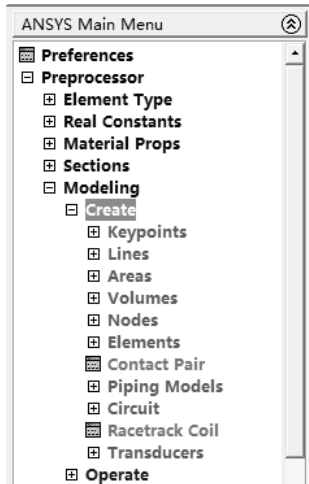 ANSYS Main Menu
Preferences
Preprocessor
Element Type
Real Constants
Material Props
Sections
Modeling
Create
Keypoints
Lines
Areas
Volumes
Nodes
Elements
Contact Pair
Piping Models
Circuit
Racetrack Coil
Transducers
Operate